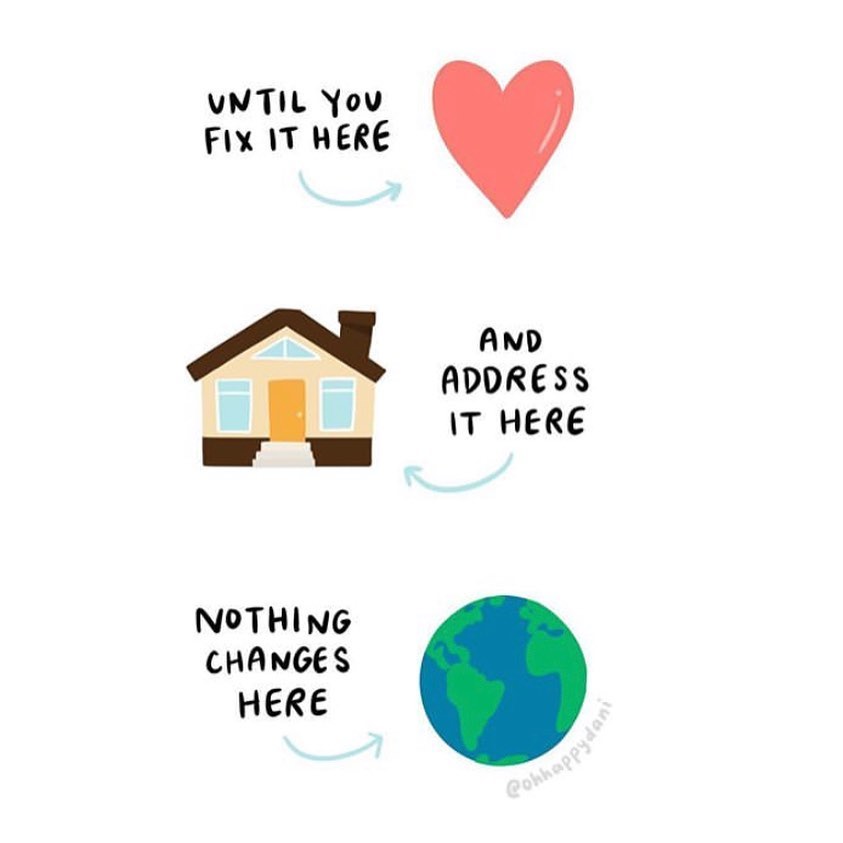 UNTIL YOU
FIX IT HERE
AND
ADDRESS
IT HERE
NOTHING
CHANGES
HERE
@ohhappydani